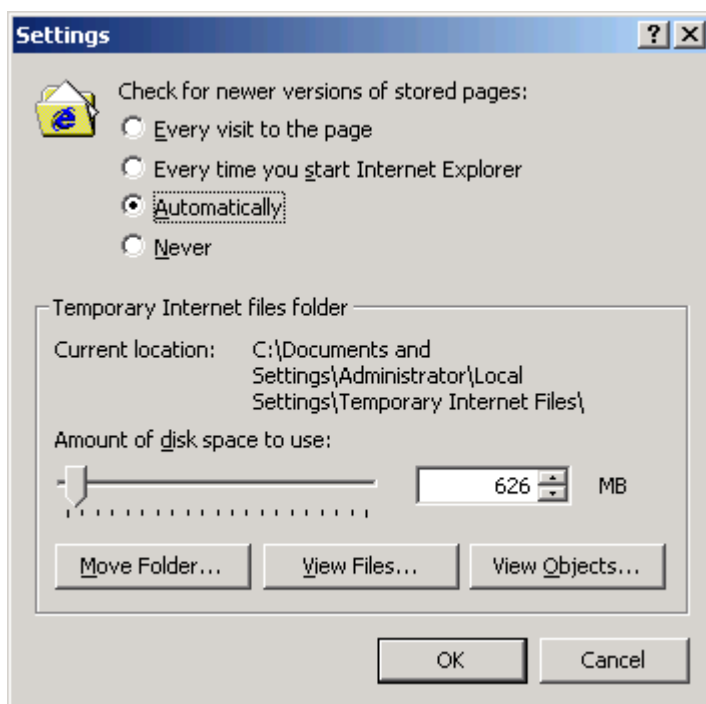 Settings
Check for newer versions of stored pages:
Every visit to the page
Every time you start Internet Explorer
Automatically
Never
Temporary Internet files folder
Current location: C:\Documents and
Settings\Administrator\Local
Settings\Temporary Internet Files\
Amount of disk space to use:
626 MB
Move Folder... View Files... View Objects...
OK Cancel